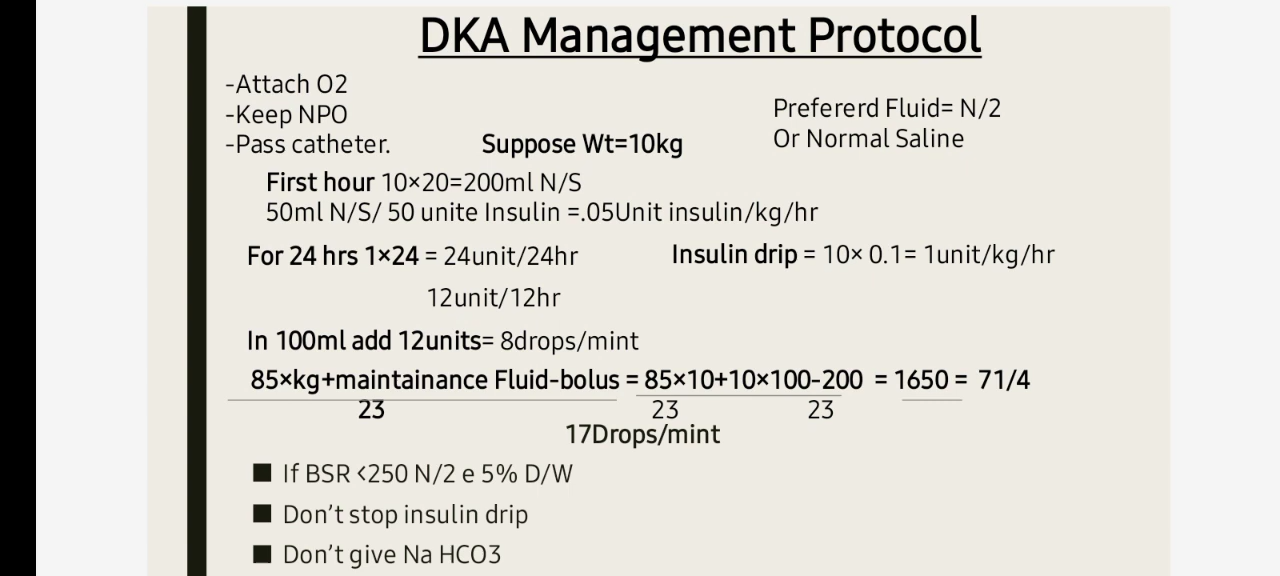 DKA Management Protocol
-Attach O2
-Keep NPO
-Pass catheter.
Suppose Wt=10kg
Prefererd Fluid= N/2
Or Normal Saline
First hour 10×20=200ml N/S
50ml N/S/ 50 unite Insulin =.05Unit insulin/kg/hr
For 24 hrs 1×24 = 24unit/24hr
Insulin drip = 10× 0.1= 1unit/kg/hr
12unit/12hr
In 100ml add 12units= 8drops/mint
85×kg+maintainance Fluid-bolus = 85×10+10×100-200 = 1650 = 71/4
23 23 23
17Drops/mint
If BSR <250 N/2 e 5% D/W
Don't stop insulin drip
Don't give Na HCO3